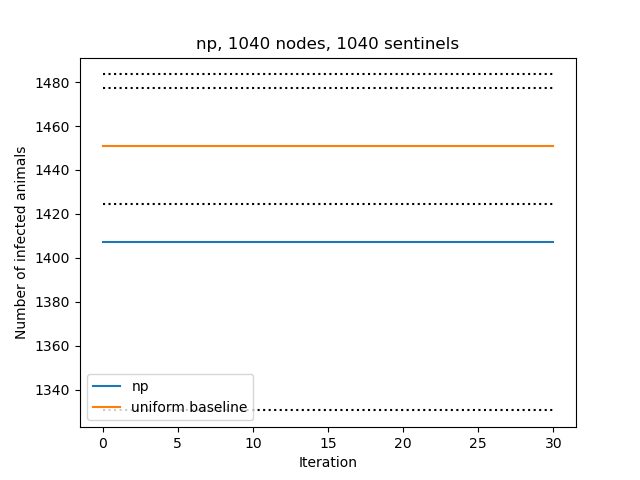 np, 1040 nodes, 1040 sentinels
Number of infected animals
1480
1460
1440
1420
1400
1380
1360
1340
np
uniform baseline
0 5 10 15 20 25 30
Iteration